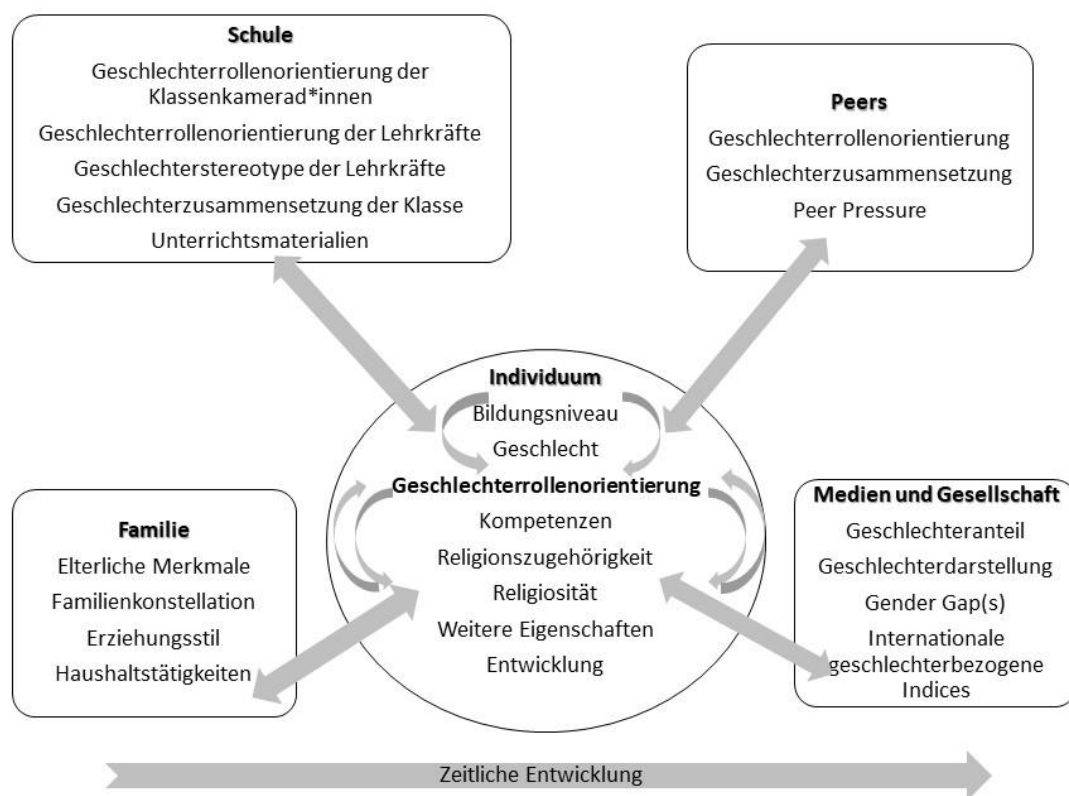 Schule
Geschlechterrollenorientierung der
Klassenkamerad*innen
Geschlechterrollenorientierung der Lehrkräfte
Geschlechterstereotype der Lehrkräfte
Geschlechterzusammensetzung der Klasse
Unterrichtsmaterialien
Peers
Geschlechterrollenorientierung
Geschlechterzusammensetzung
Peer Pressure
Individuum
Bildungsniveau
Geschlecht
Geschlechterrollenorientierung
Kompetenzen
Religionszugehörigkeit
Religiosität
Weitere Eigenschaften
Entwicklung
Familie
Elterliche Merkmale
Familienkonstellation
Erziehungsstil
Haushaltstätigkeiten
Medien und Gesellschaft
Geschlechteranteil
Geschlechterdarstellung
Gender Gap(s)
Internationale
geschlechterbezogene
Indices
Zeitliche Entwicklung